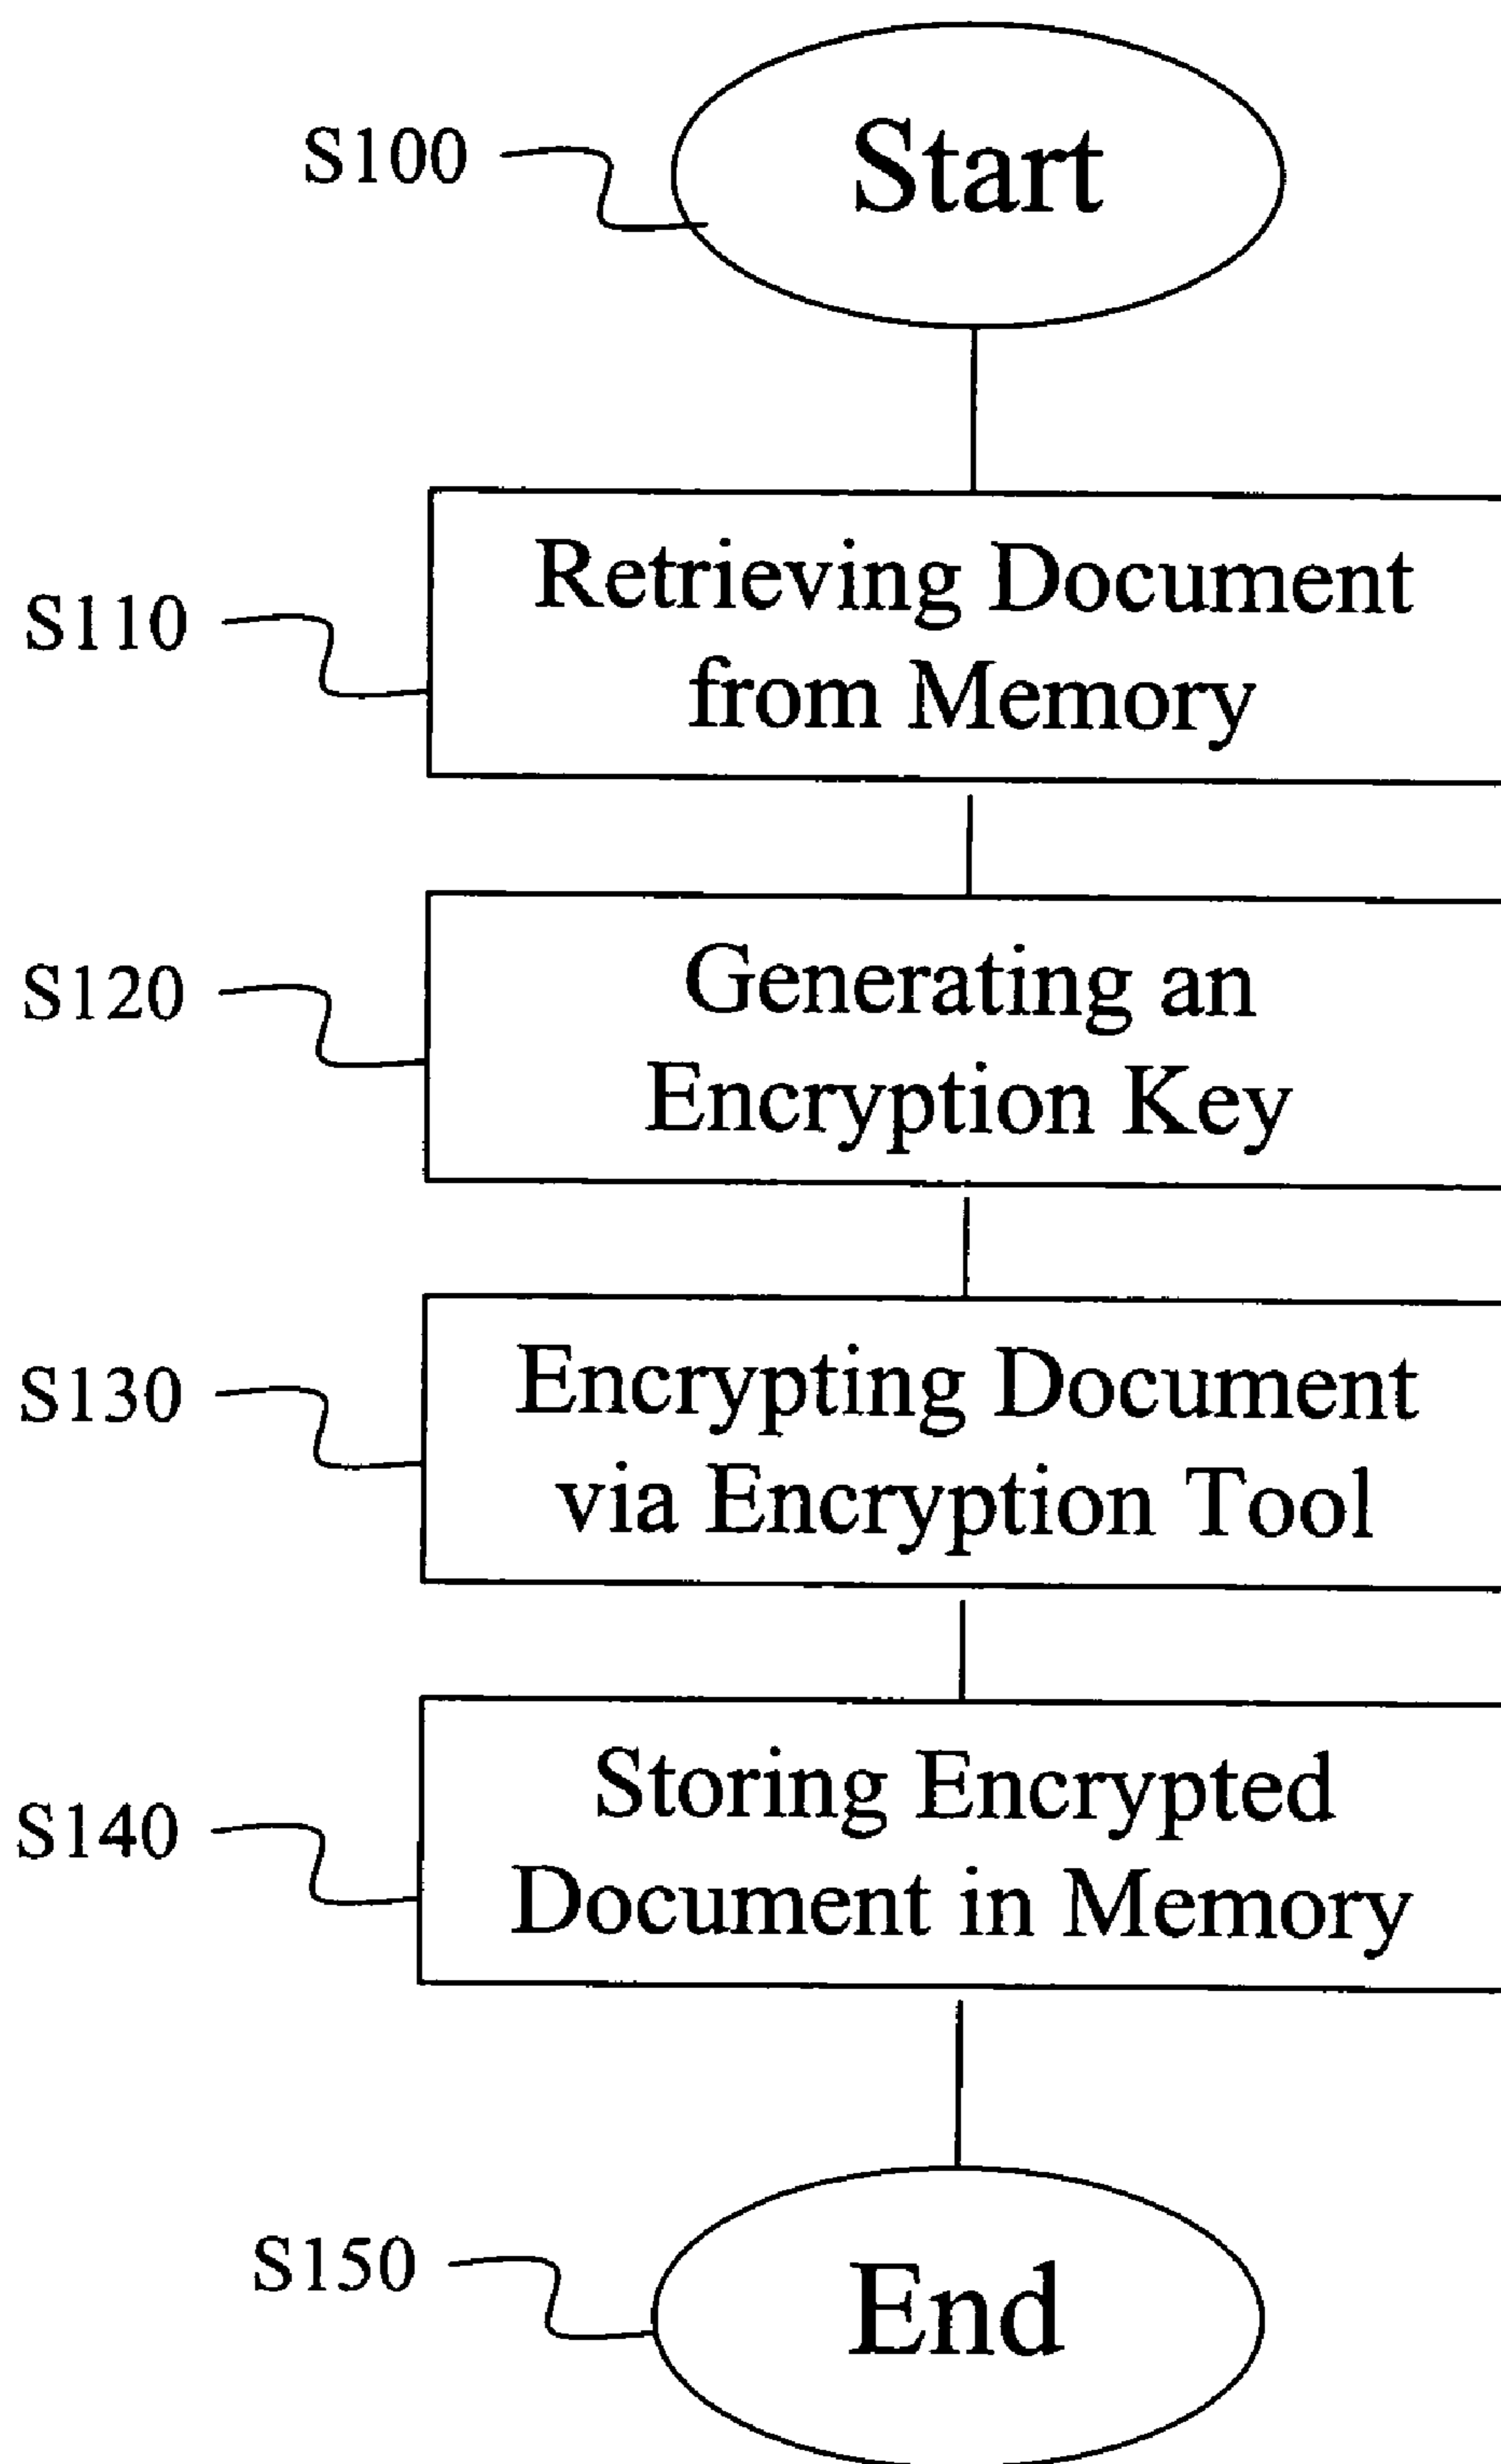 S100
Start
S110
Retrieving Document
from Memory
S120
Generating an
Encryption Key
S130
Encrypting Document
via Encryption Tool
S140
Storing Encrypted
Document in Memory
S150
End